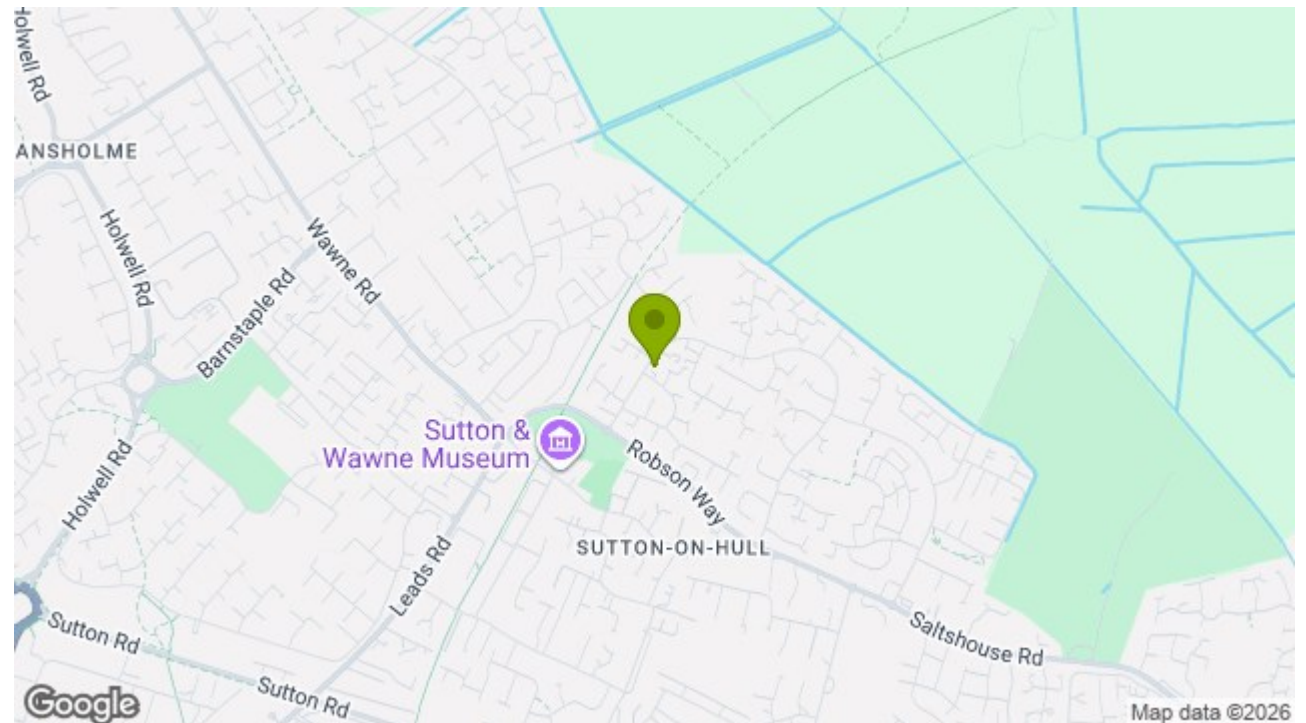 Holwell Rd
ANSHOLME
Holwell Rd
Wawne Rd
Barnstaple Rd
Sutton &
Wawne Museum
Robson Way
Holwell Rd
SUTTON-ON-HULL
Leads Rd
Saltshouse Rd
Sutton Rd
Sutton Rd
Google
Map data ©2026